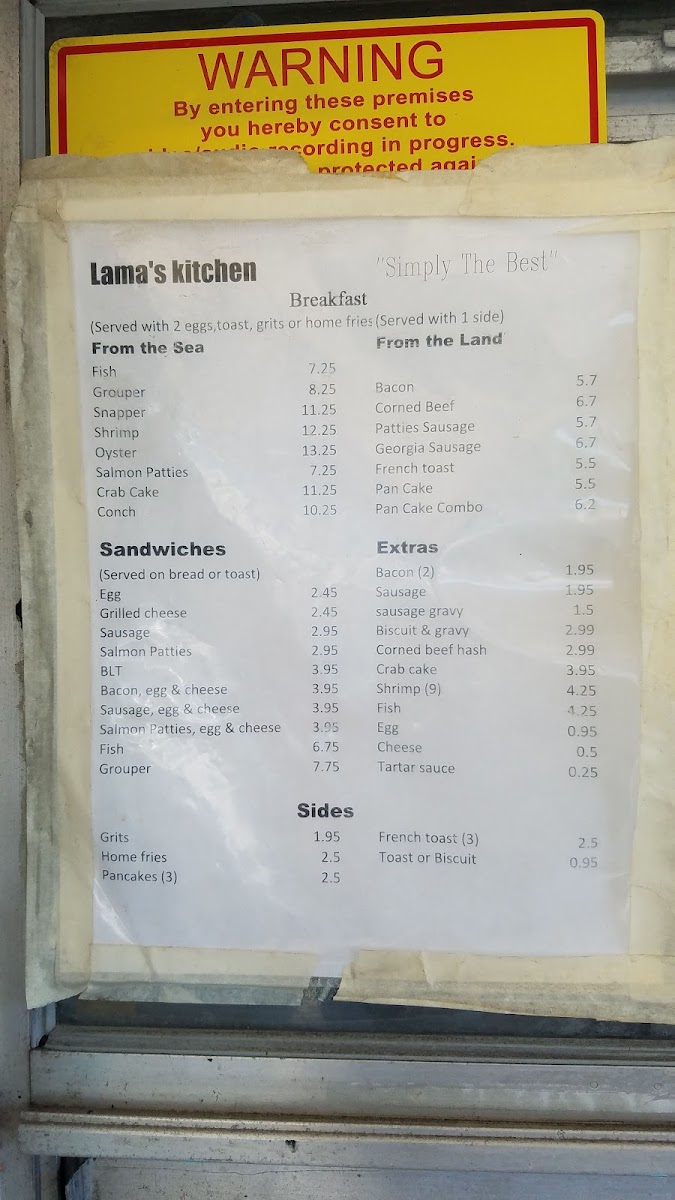 WARNING
By entering these premises
you hereby consent to
recording in progress.
protected
Lama's kitchen "Simply The Best"
Breakfast
(Served with 2 eggs,toast, grits or home fries (Served with 1 side)
From the Sea
Fish 7.25
Grouper 8.25
Snapper 11.25
Shrimp 12.25
Oyster 13.25
Salmon Patties 7.25
Crab Cake 11.25
Conch 10.25
From the Land
Bacon 5.7
Corned Beef 6.7
Patties Sausage 5.7
Georgia Sausage 6.7
French toast 5.5
Pan Cake 5.5
Pan Cake Combo 6.2
Sandwiches
(Served on bread or toast)
Egg 2.45
Grilled cheese 2.45
Sausage 2.95
Salmon Patties 2.95
BLT 3.95
Bacon, egg & cheese 3.95
Sausage, egg & cheese 3.95
Salmon Patties, egg & cheese 3.95
Fish 6.75
Grouper 7.75
Extras
Bacon (2) 1.95
Sausage 1.95
sausage gravy 1.5
Biscuit & gravy 2.99
Corned beef hash 2.99
Crab cake 3.95
Shrimp (9) 4.25
Fish 4.25
Egg 0.95
Cheese 0.5
Tartar sauce 0.25
Sides
Grits 1.95
Home fries 2.5
Pancakes (3) 2.5
French toast (3) 2.5
Toast or Biscuit 0.95